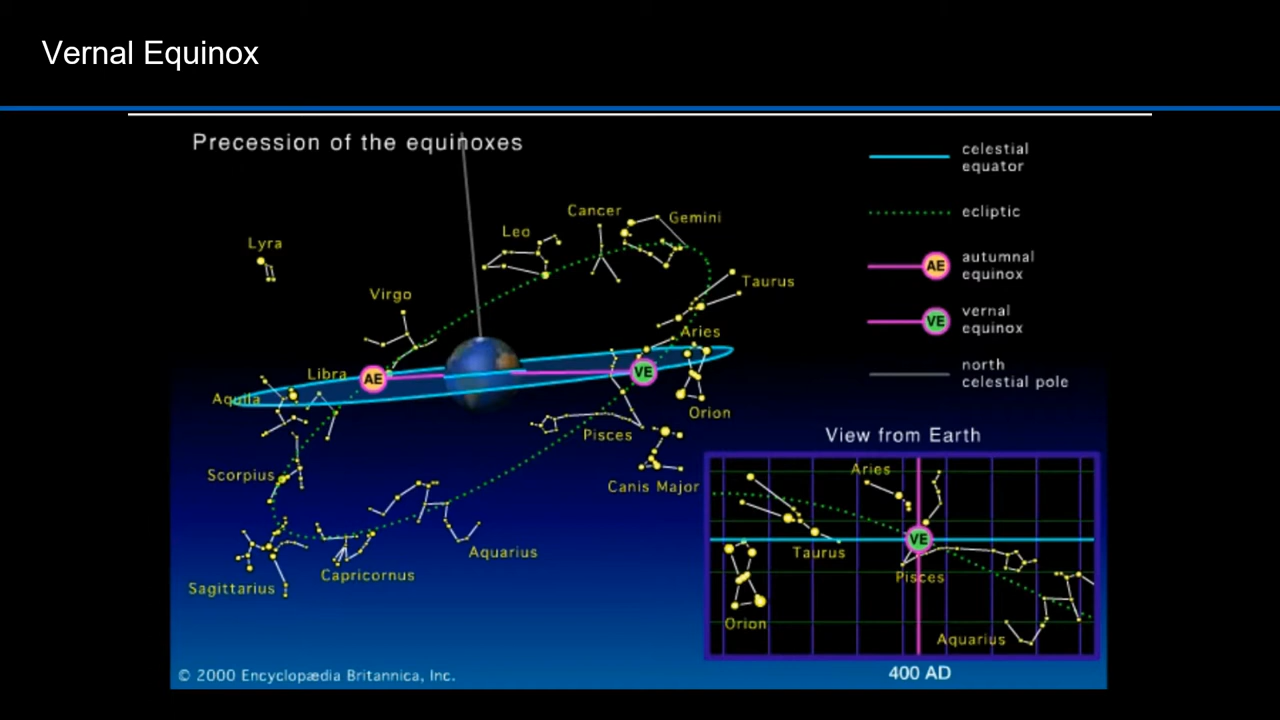 Vernal Equinox
Precession of the equinoxes
celestial
equator
ecliptic
AE
autumnal
equinox
VE
vernal
equinox
north
celestial pole
Lyra
Leo
Cancer
Gemini
Taurus
Virgo
Aries
Libra
AE
VE
Aquila
Orion
Pisces
Scorpius
Canis Major
Aquarius
Capricornus
Sagittarius
View from Earth
Aries
VE
Taurus
Pisces
Orion
Aquarius
400 AD
© 2000 Encyclopædia Britannica, Inc.